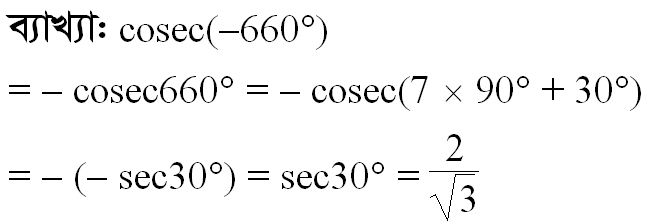 ব্যাখ্যাঃ cosec(–660°)
= – cosec660° = – cosec(7 × 90° + 30°)
= – (– sec30°) = sec30° = 2/√3